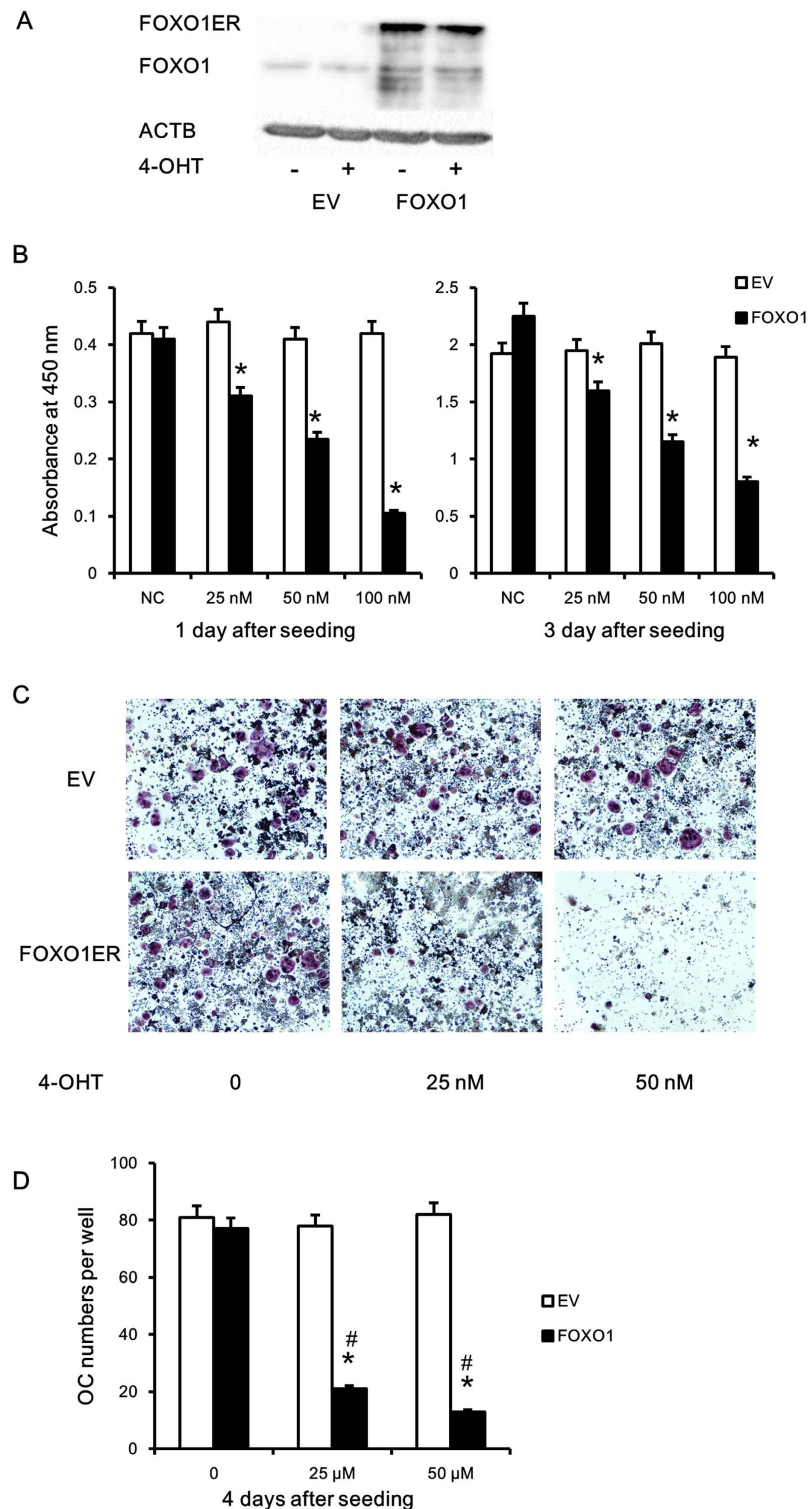 A
FOXO1ER
FOXO1
ACTB
4-OHT - + - +
EV FOXO1
B
Absorbance at 450 nm
0.5
0.4
0.3
0.2
0.1
0
* * *
NC 25 nM 50 nM 100 nM
1 day after seeding
2.5
2
1.5
1
0.5
0
* * *
NC 25 nM 50 nM 100 nM
3 day after seeding
EV
FOXO1
C
EV
FOXO1ER
4-OHT 0 25 nM 50 nM
D
OC numbers per well
100
80
60
40
20
0
# #
* *
0 25 µM 50 µM
4 days after seeding
EV
FOXO1